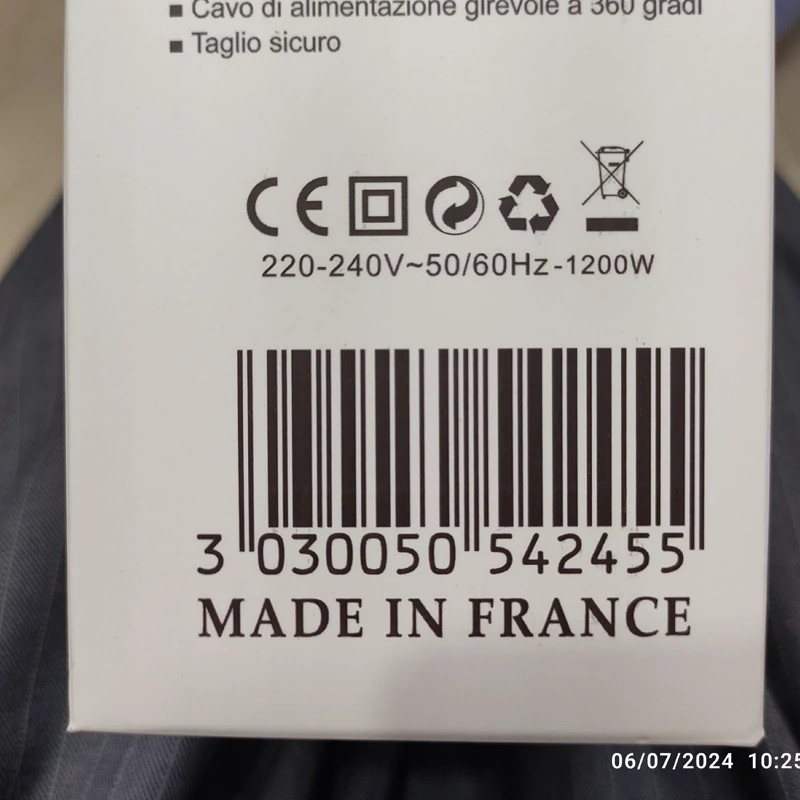 ▪ Cavo di alimentazione girevole a 360 gradi
▪ Taglio sicuro
CE
220-240V~50/60Hz-1200W
3 030050 542455
MADE IN FRANCE
06/07/2024 10:25